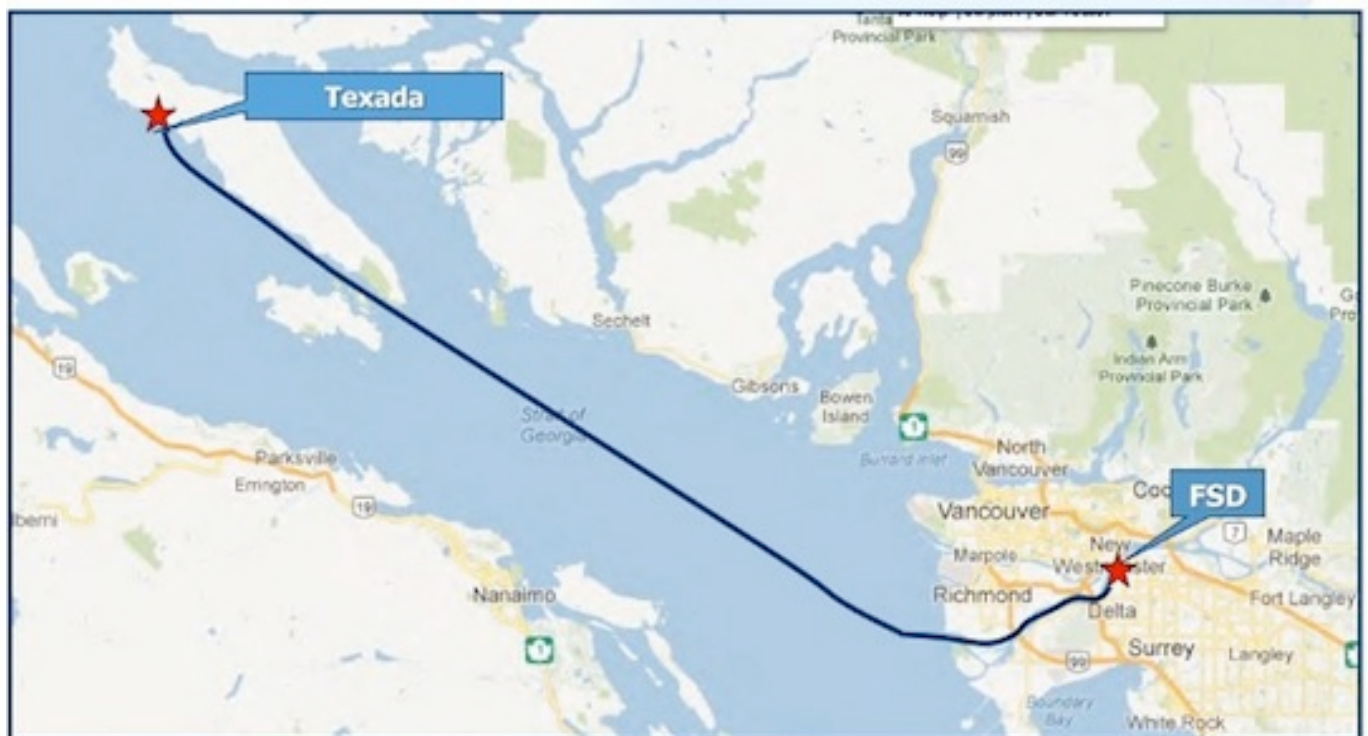 Provincial Park
Texada
Squamish
99
Pinecone Burke
Provincial Park
Sechelt
Indian Arm
Provincial Park
Gibsons
Bowen
Island
1
19
Strait of
Georgia
Burrard Inlet
North
Vancouver
Parksville
Errington
19
FSD
Vancouver
7
Maple
Ridge
Marpole
New
Westminster
Nanaimo
Richmond
Fort Langley
Delta
1
99
Surrey
Langley
Boundary
Bay
White Rock